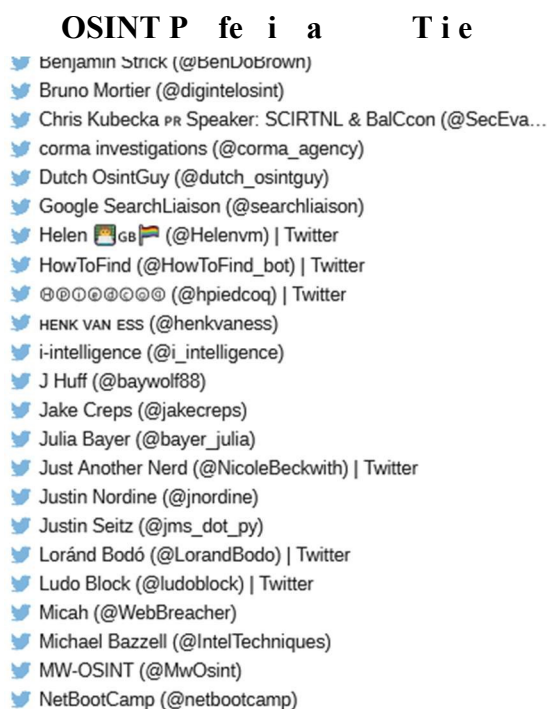 OSINT P fe i a T i e
Benjamin Strick (@BenDoBrown)
Bruno Mortier (@digintelosint)
Chris Kubecka PR Speaker: SCIRTNL & BalCcon (@SecEva…
corma investigations (@corma_agency)
Dutch OsintGuy (@dutch_osintguy)
Google SearchLiaison (@searchliaison)
Helen 👩‍💻GB🏳️‍🌈 (@Helenvm) | Twitter
HowToFind (@HowToFind_bot) | Twitter
ⒽⓅⓘⓔⓓⒸⓄⓆ (@hpiedcoq) | Twitter
HENK VAN ESS (@henkvaness)
i-intelligence (@i_intelligence)
J Huff (@baywolf88)
Jake Creps (@jakecreps)
Julia Bayer (@bayer_julia)
Just Another Nerd (@NicoleBeckwith) | Twitter
Justin Nordine (@jnordine)
Justin Seitz (@jms_dot_py)
Loránd Bodó (@LorandBodo) | Twitter
Ludo Block (@ludoblock) | Twitter
Micah (@WebBreacher)
Michael Bazzell (@IntelTechniques)
MW-OSINT (@MwOsint)
NetBootCamp (@netbootcamp)